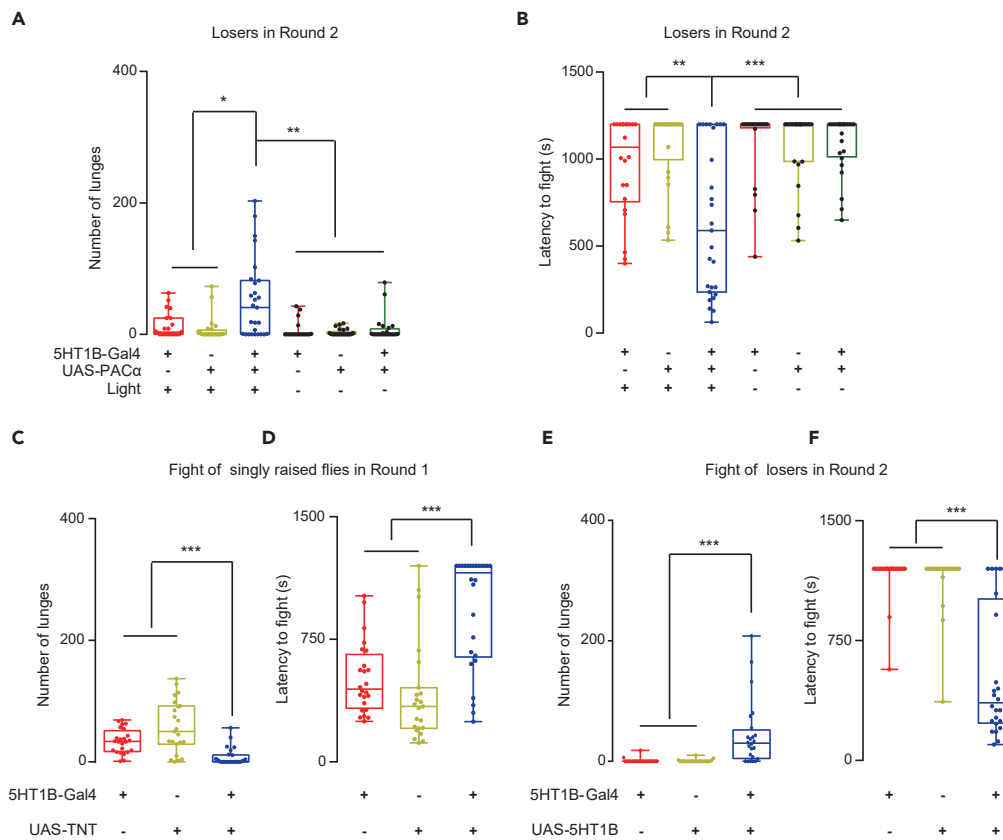 A
Losers in Round 2
400
200
0
Number of lunges
*
**
5HT1B-Gal4 + - + + - +
UAS-PACα - + + - + +
Light + + + - - -
B
Losers in Round 2
1500
1000
500
0
Latency to fight (s)
**
***
+ - + + - +
- + + - + +
+ + + - - -
C
D
Fight of singly raised flies in Round 1
400
200
0
Number of lunges
***
1500
750
0
Latency to fight (s)
***
5HT1B-Gal4 + - + + - +
UAS-TNT - + + - + +
E
F
Fight of losers in Round 2
400
200
0
Number of lunges
***
1500
750
0
Latency to fight (s)
***
5HT1B-Gal4 + - + + - +
UAS-5HT1B - + + - + +